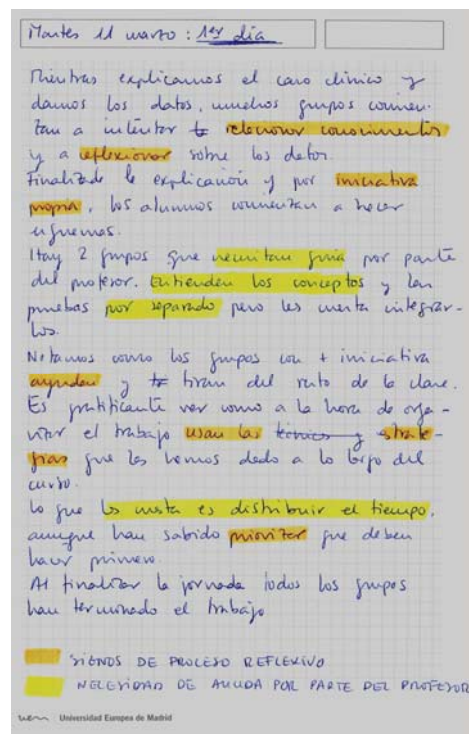 Martes 11 marzo : 1er día
Mientras explicamos el caso clínico y
damos los datos, muchos grupos comien-
zan a intentar relacionar conocimientos
y a reflexionar sobre los datos.
Finalizada la explicación y por iniciativa
propia, los alumnos comienzan a hacer
esquemas.
Hay 2 grupos que necesitan guía por parte
del profesor. Entienden los conceptos y las
pruebas por separado pero les cuesta integrar-
los.
Notamos como los grupos con + iniciativa
ayudan y tiran del resto de la clase.
Es gratificante ver como a la hora de orga-
nizar el trabajo usan las técnicas y estrate-
gias que les hemos dado a lo largo del
curso.
Lo que les cuesta es distribuir el tiempo,
aunque han sabido priorizar que deben
hacer primero.
Al finalizar la jornada todos los grupos
han terminado el trabajo
SIGNOS DE PROCESO REFLEXIVO
NECESIDAD DE AYUDA POR PARTE DEL PROFESOR
uem Universidad Europea de Madrid